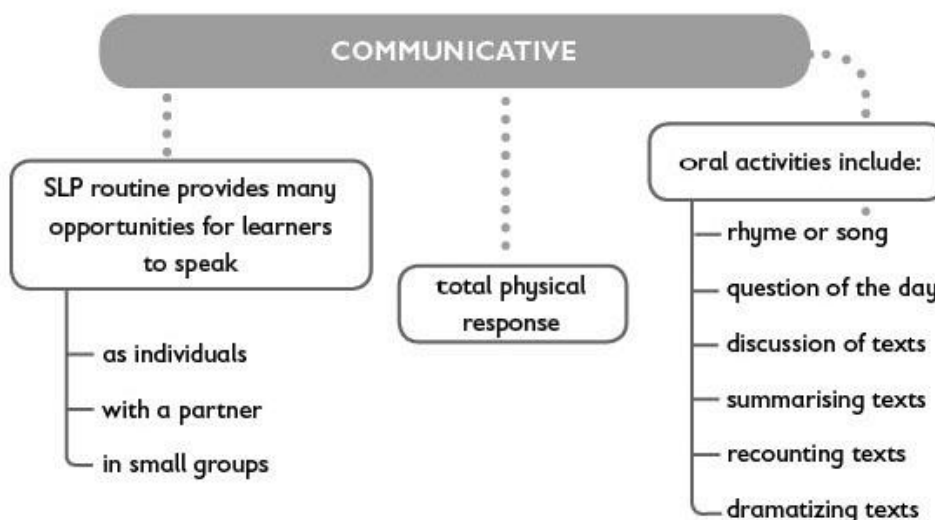 COMMUNICATIVE
SLP routine provides many
opportunities for learners
to speak
as individuals
with a partner
in small groups
total physical
response
oral activities include:
rhyme or song
question of the day
discussion of texts
summarising texts
recounting texts
dramatizing texts